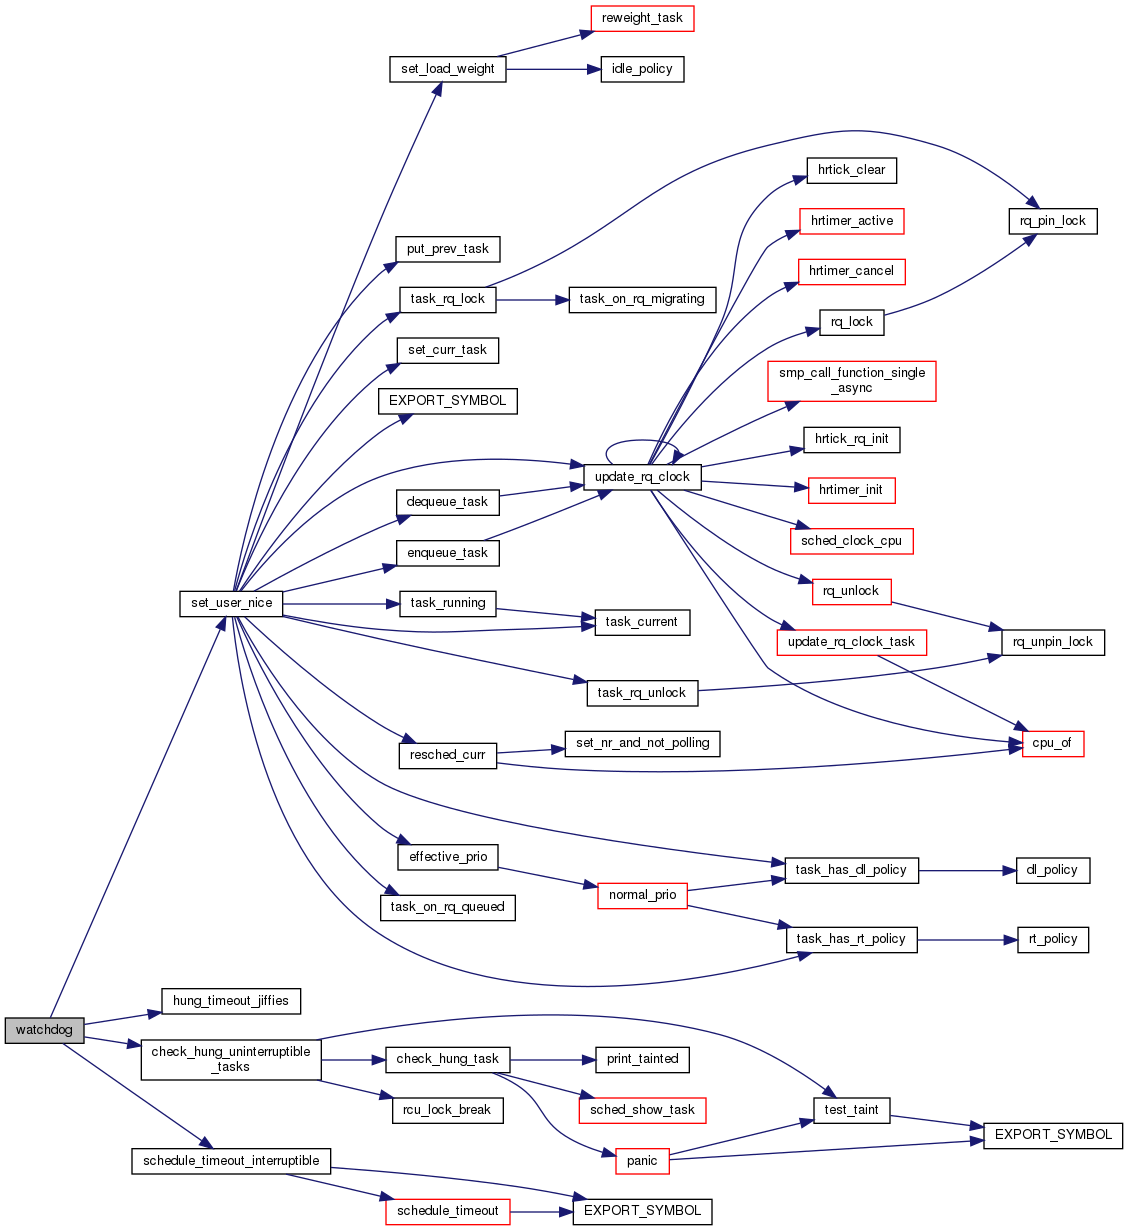 reweight_task
set_load_weight
idle_policy
hrtick_clear
hrtimer_active
rq_pin_lock
put_prev_task
hrtimer_cancel
task_rq_lock
task_on_rq_migrating
rq_lock
set_curr_task
smp_call_function_single
_async
EXPORT_SYMBOL
hrtick_rq_init
update_rq_clock
hrtimer_init
dequeue_task
sched_clock_cpu
enqueue_task
rq_unlock
set_user_nice
task_running
task_current
update_rq_clock_task
rq_unpin_lock
task_rq_unlock
set_nr_and_not_polling
cpu_of
resched_curr
effective_prio
task_has_dl_policy
dl_policy
normal_prio
task_on_rq_queued
task_has_rt_policy
rt_policy
hung_timeout_jiffies
watchdog
check_hung_uninterruptible
_tasks
check_hung_task
print_tainted
rcu_lock_break
sched_show_task
test_taint
EXPORT_SYMBOL
schedule_timeout_interruptible
panic
schedule_timeout
EXPORT_SYMBOL